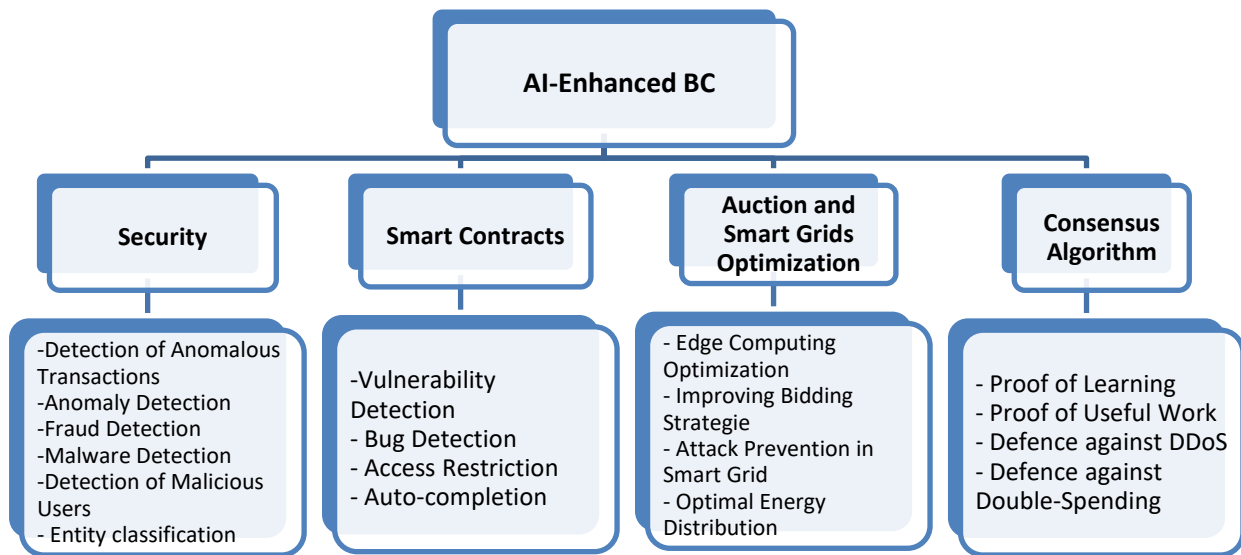 AI-Enhanced BC
Security
Smart Contracts
Auction and
Smart Grids
Optimization
Consensus
Algorithm
-Detection of Anomalous
Transactions
-Anomaly Detection
-Fraud Detection
-Malware Detection
-Detection of Malicious
Users
- Entity classification
-Vulnerability
Detection
- Bug Detection
- Access Restriction
- Auto-completion
- Edge Computing
Optimization
- Improving Bidding
Strategie
- Attack Prevention in
Smart Grid
- Optimal Energy
Distribution
- Proof of Learning
- Proof of Useful Work
- Defence against DDoS
- Defence against
Double-Spending